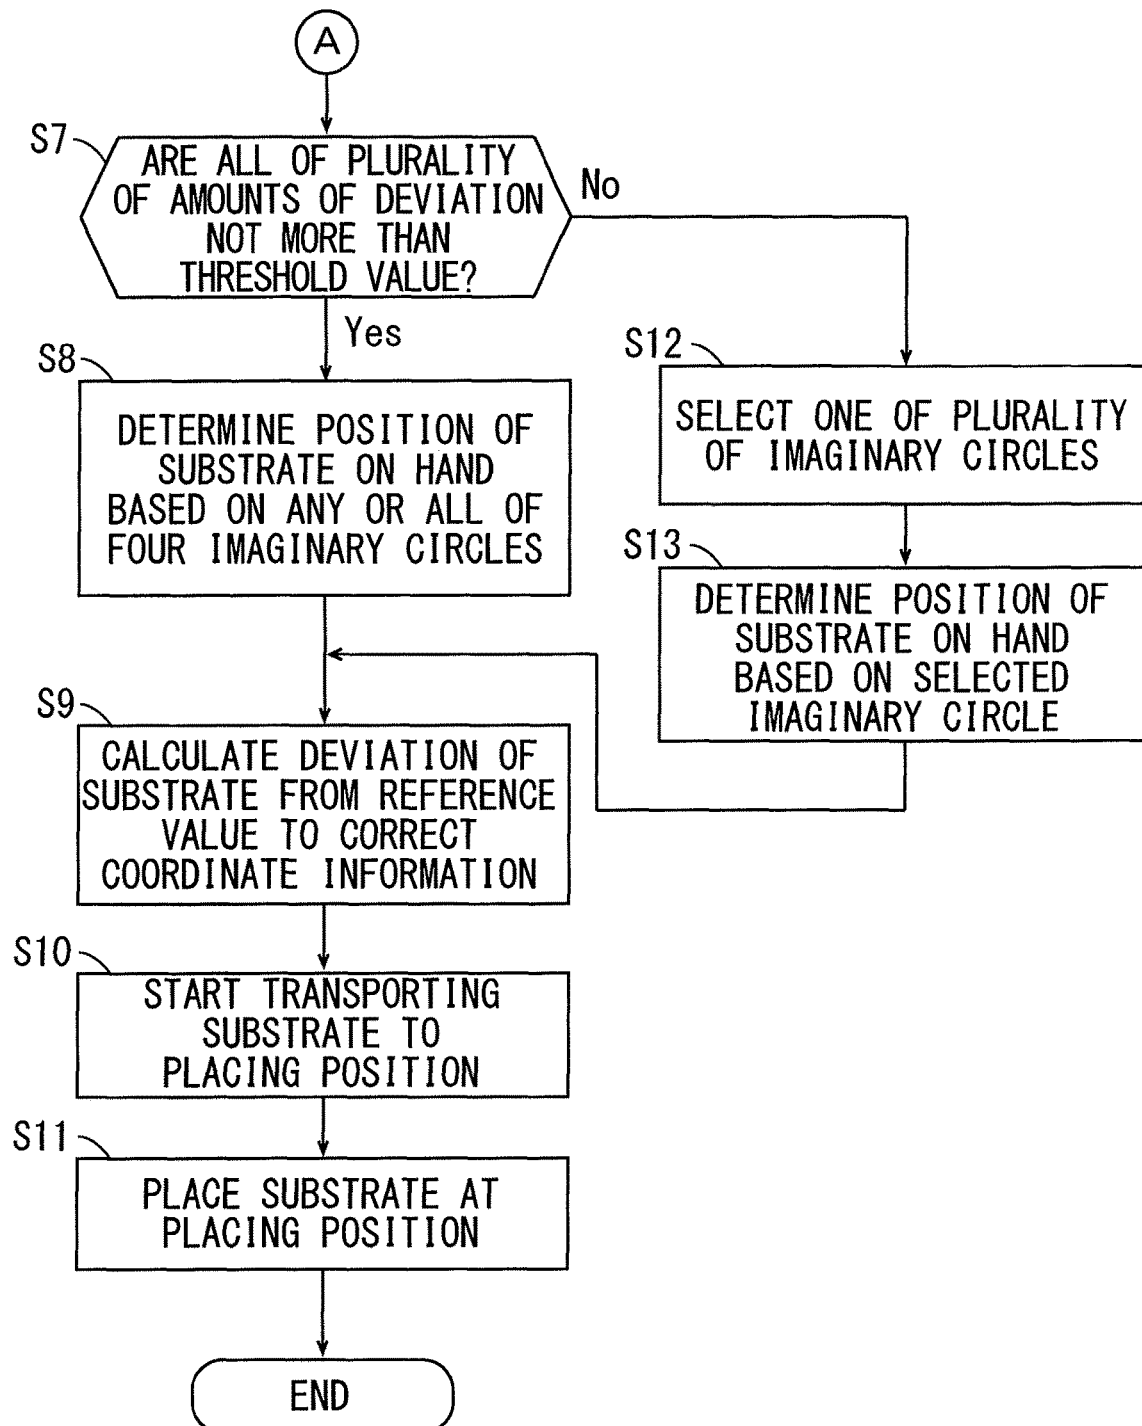 A
S7
ARE ALL OF PLURALITY
OF AMOUNTS OF DEVIATION
NOT MORE THAN
THRESHOLD VALUE?
No
Yes
S8
DETERMINE POSITION OF
SUBSTRATE ON HAND
BASED ON ANY OR ALL OF
FOUR IMAGINARY CIRCLES
S12
SELECT ONE OF PLURALITY
OF IMAGINARY CIRCLES
S13
DETERMINE POSITION OF
SUBSTRATE ON HAND
BASED ON SELECTED
IMAGINARY CIRCLE
S9
CALCULATE DEVIATION OF
SUBSTRATE FROM REFERENCE
VALUE TO CORRECT
COORDINATE INFORMATION
S10
START TRANSPORTING
SUBSTRATE TO
PLACING POSITION
S11
PLACE SUBSTRATE AT
PLACING POSITION
END